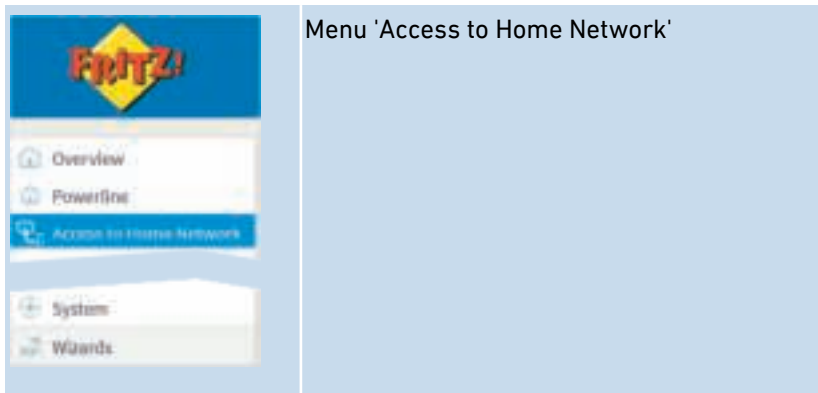 Menu 'Access to Home Network'
FRITZ!
Overview
Powerline
Access to Home Network
System
Wizards